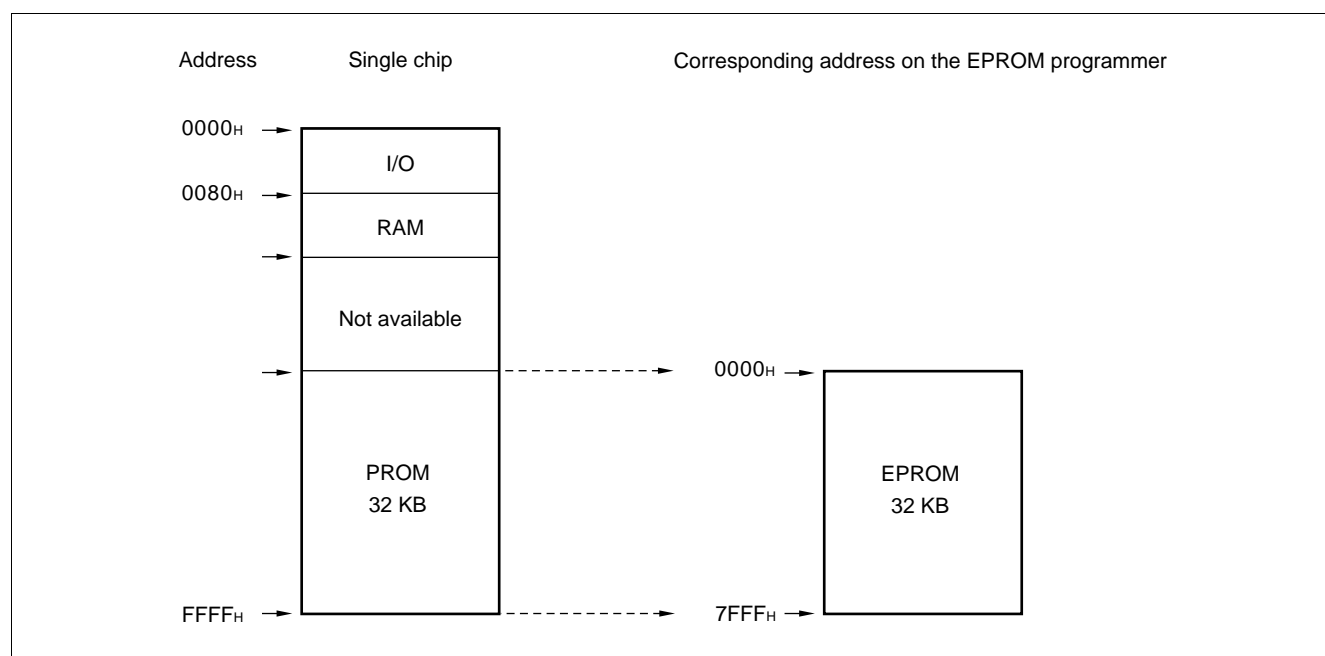 Address Single chip Corresponding address on the EPROM programmer
0000H
I/O
0080H
RAM
Not available
0000H
PROM
32 KB
EPROM
32 KB
FFFFH
7FFFH